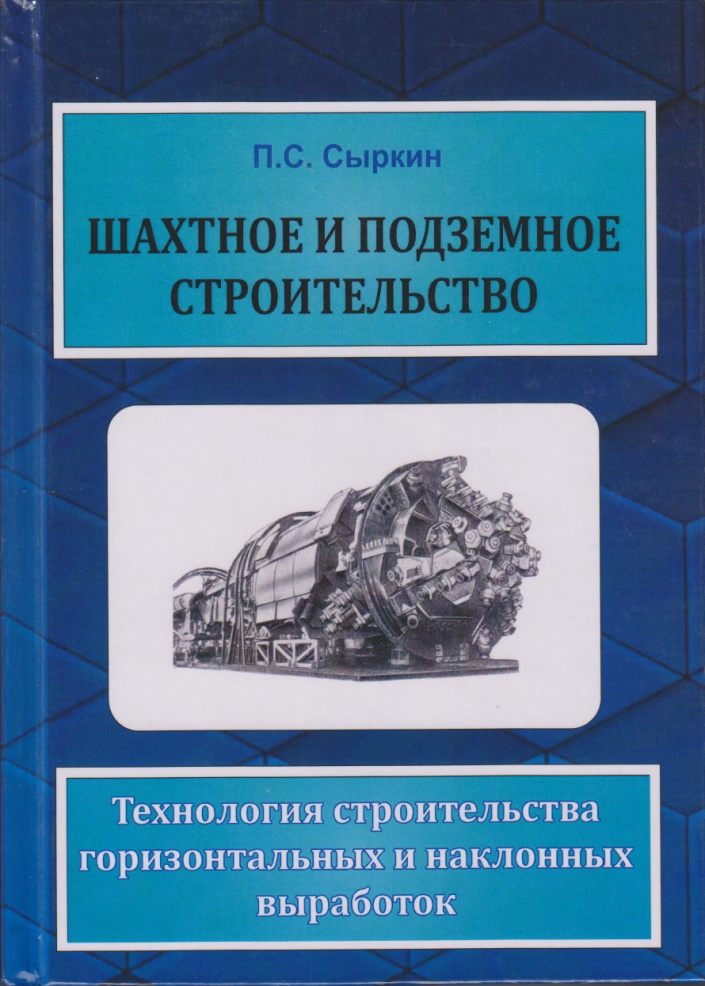 П.С. Сыркин
ШАХТНОЕ И ПОДЗЕМНОЕ
СТРОИТЕЛЬСТВО
Технология строительства
горизонтальных и наклонных
выработок